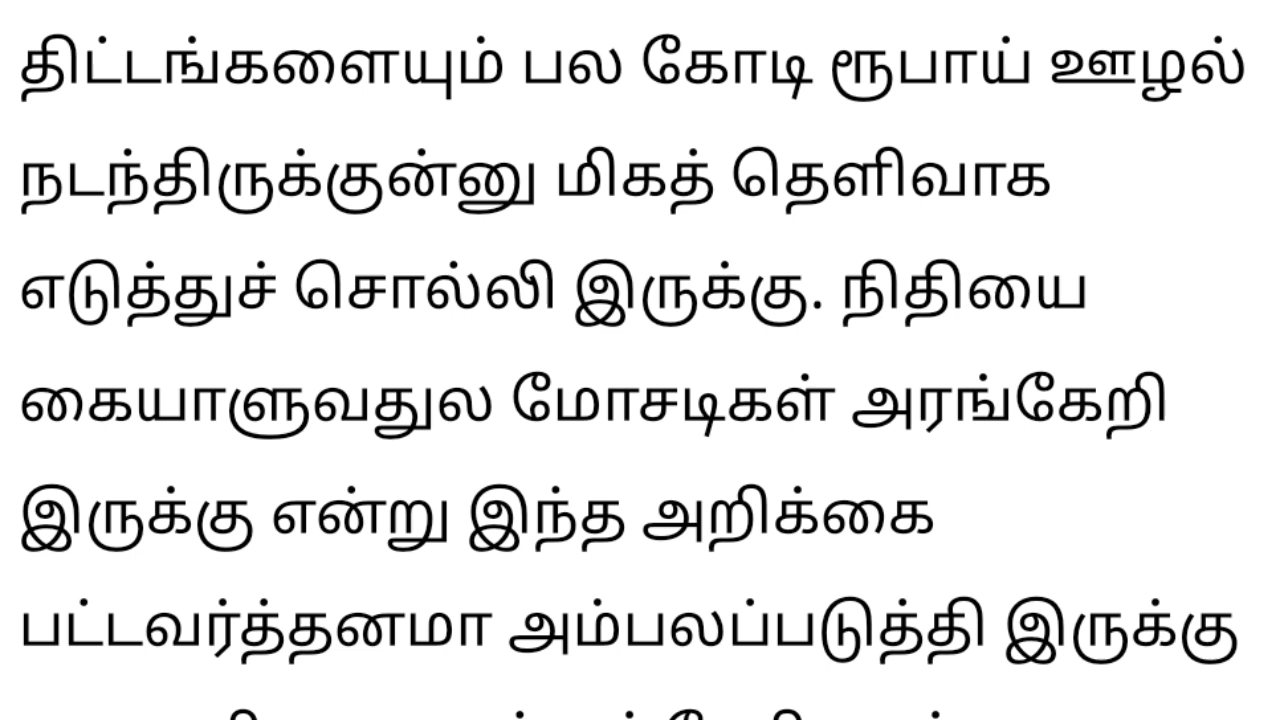 திட்டங்களையும் பல கோடி ரூபாய் ஊழல்
நடந்திருக்குன்னு மிகத் தெளிவாக
எடுத்துச் சொல்லி இருக்கு. நிதியை
கையாளுவதுல மோசடிகள் அரங்கேறி
இருக்கு என்று இந்த அறிக்கை
பட்டவர்த்தனமா அம்பலப்படுத்தி இருக்கு